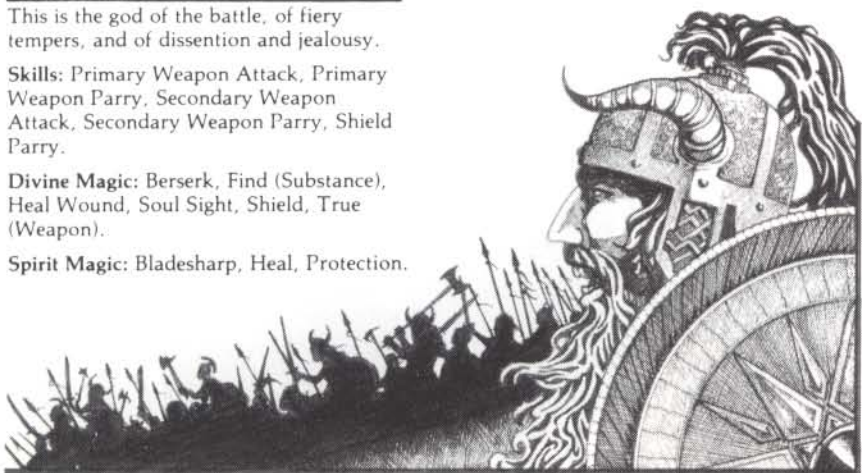 This is the god of the battle, of fiery
tempers, and of dissention and jealousy.
Skills: Primary Weapon Attack, Primary
Weapon Parry, Secondary Weapon
Attack, Secondary Weapon Parry, Shield
Parry.
Divine Magic: Berserk, Find (Substance),
Heal Wound, Soul Sight, Shield, True
(Weapon).
Spirit Magic: Bladesharp, Heal, Protection.